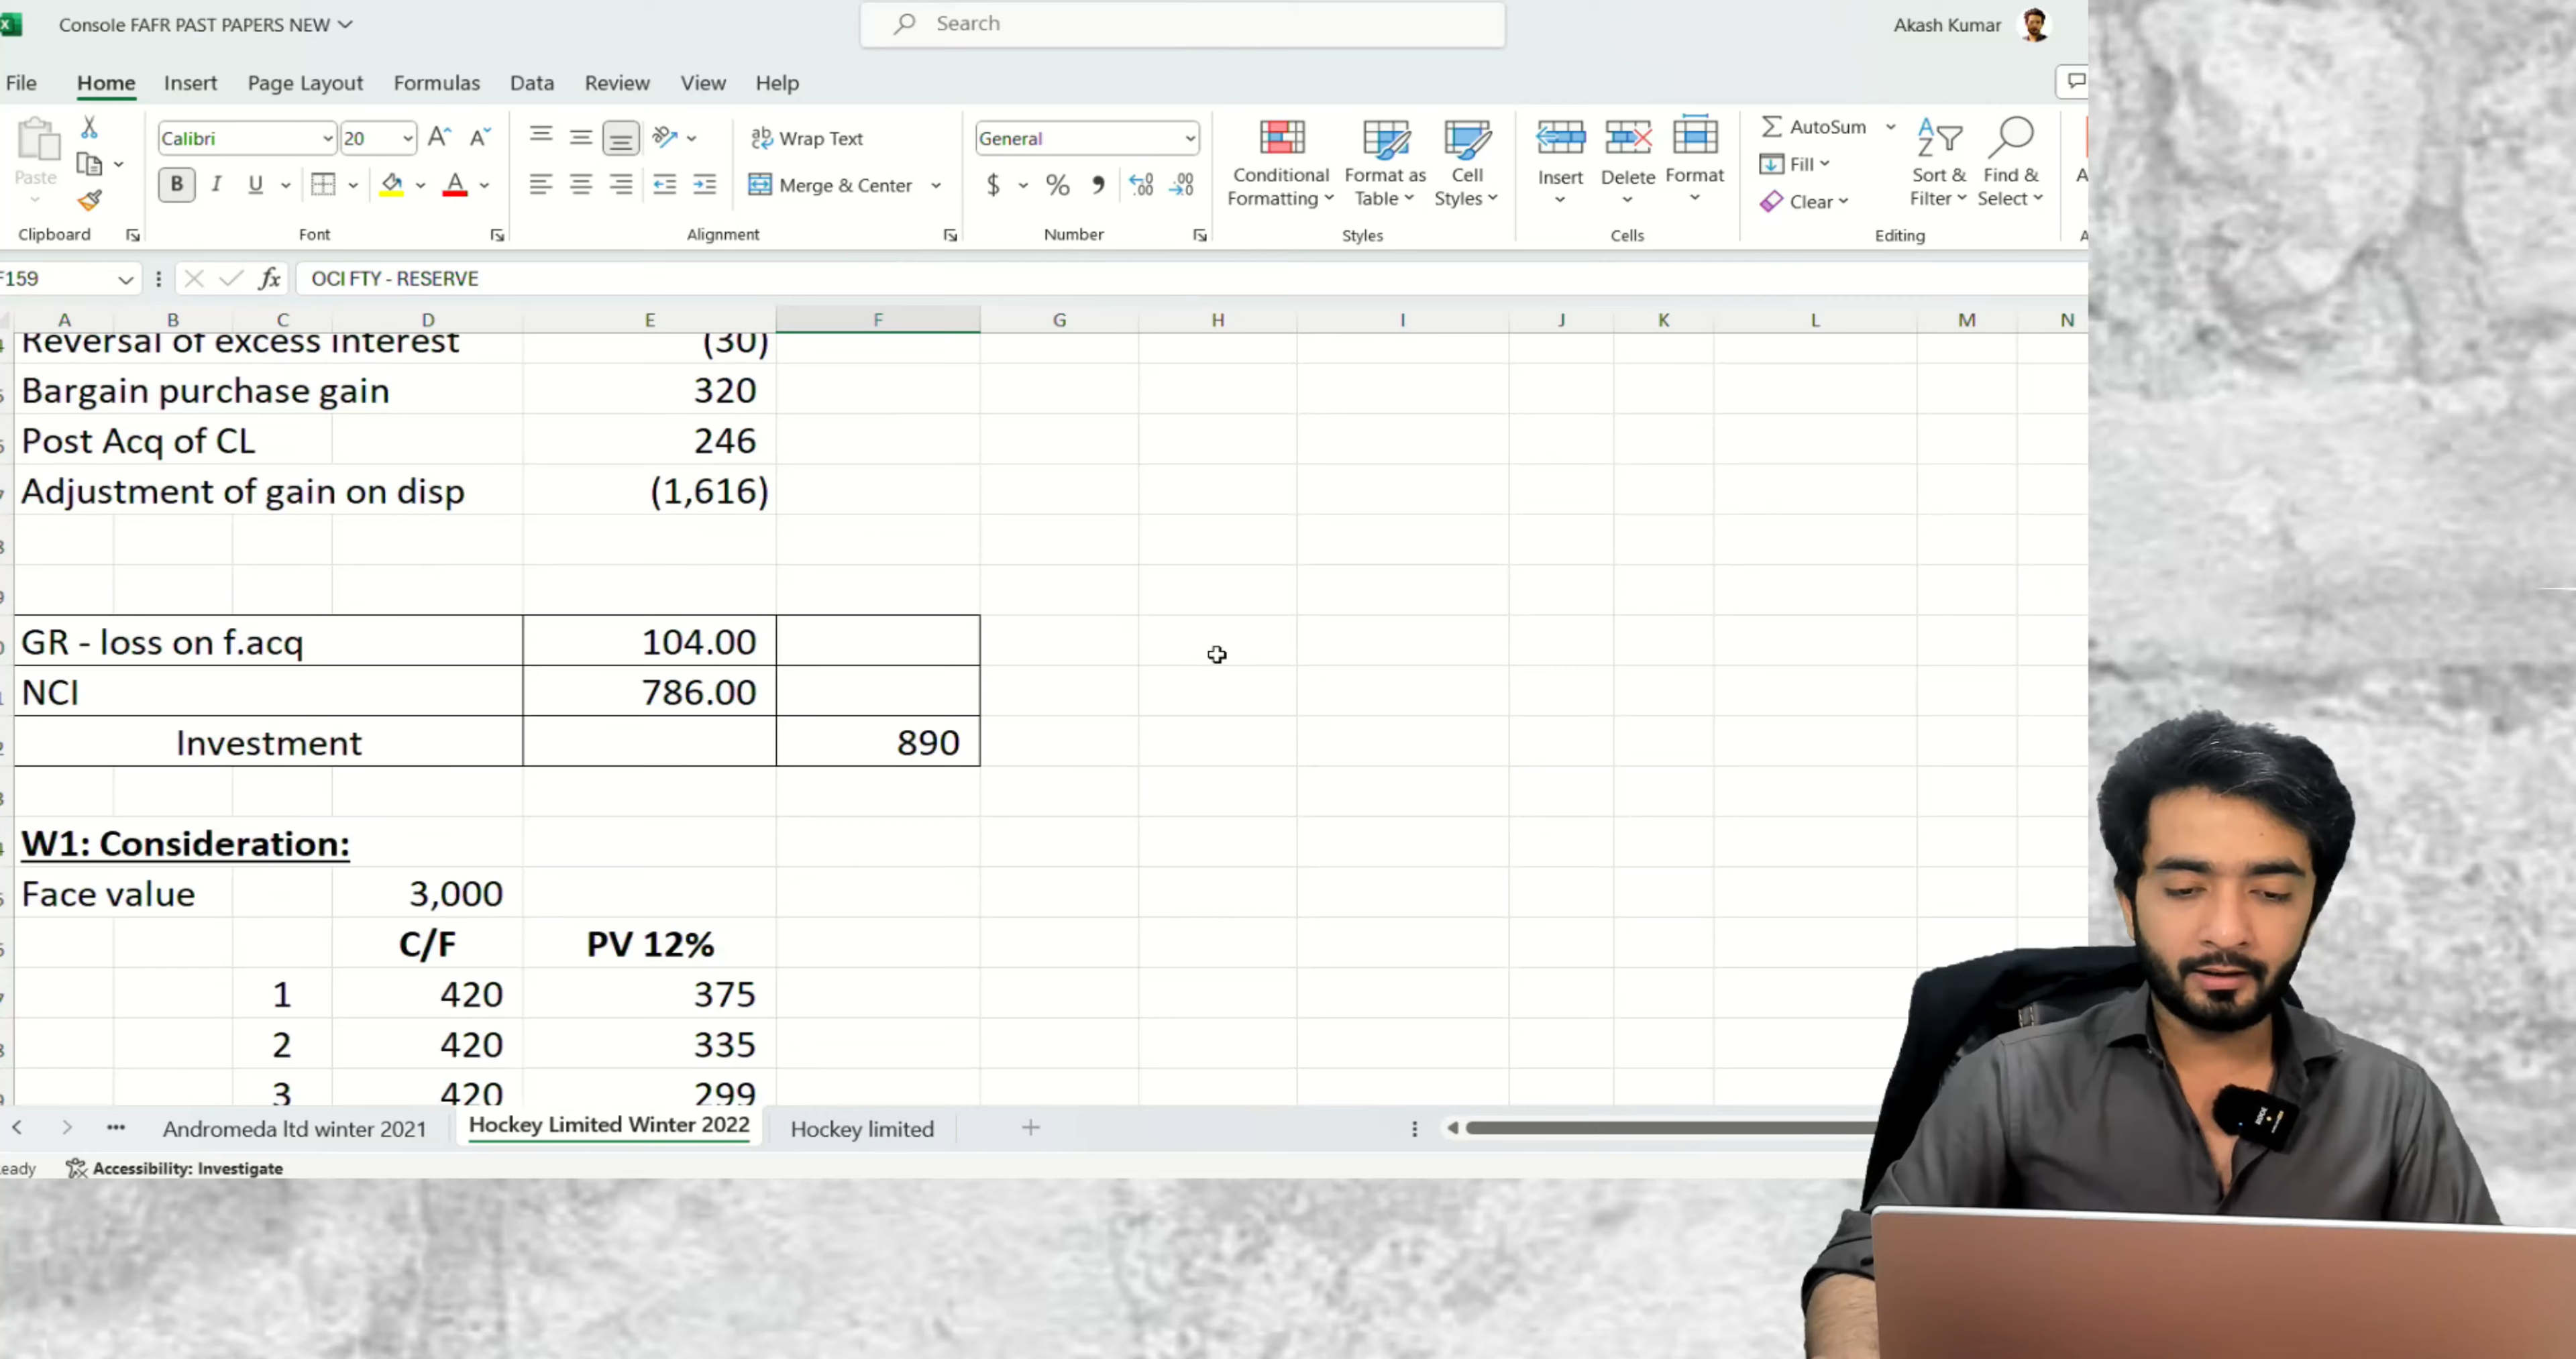 Console FAFR PAST PAPERS NEW
Search
Akash Kumar
File Home Insert Page Layout Formulas Data Review View Help
Paste
Clipboard
Calibri 20
B I U
Font
Wrap Text
Merge & Center
Alignment
General
$ %
Number
Conditional Formatting
Format as Table
Cell Styles
Styles
Insert Delete Format
Cells
AutoSum
Fill
Clear
Sort & Filter
Find & Select
Editing
F159 fx OCI FTY - RESERVE
A B C D E F G H I J K L M N
Reversal of excess interest (30)
Bargain purchase gain 320
Post Acq of CL 246
Adjustment of gain on disp (1,616)
GR - loss on f.acq 104.00
NCI 786.00
Investment 890
W1: Consideration:
Face value 3,000
C/F PV 12%
1 420 375
2 420 335
3 420 299
Andromeda ltd winter 2021 Hockey Limited Winter 2022 Hockey limited
Accessibility: Investigate